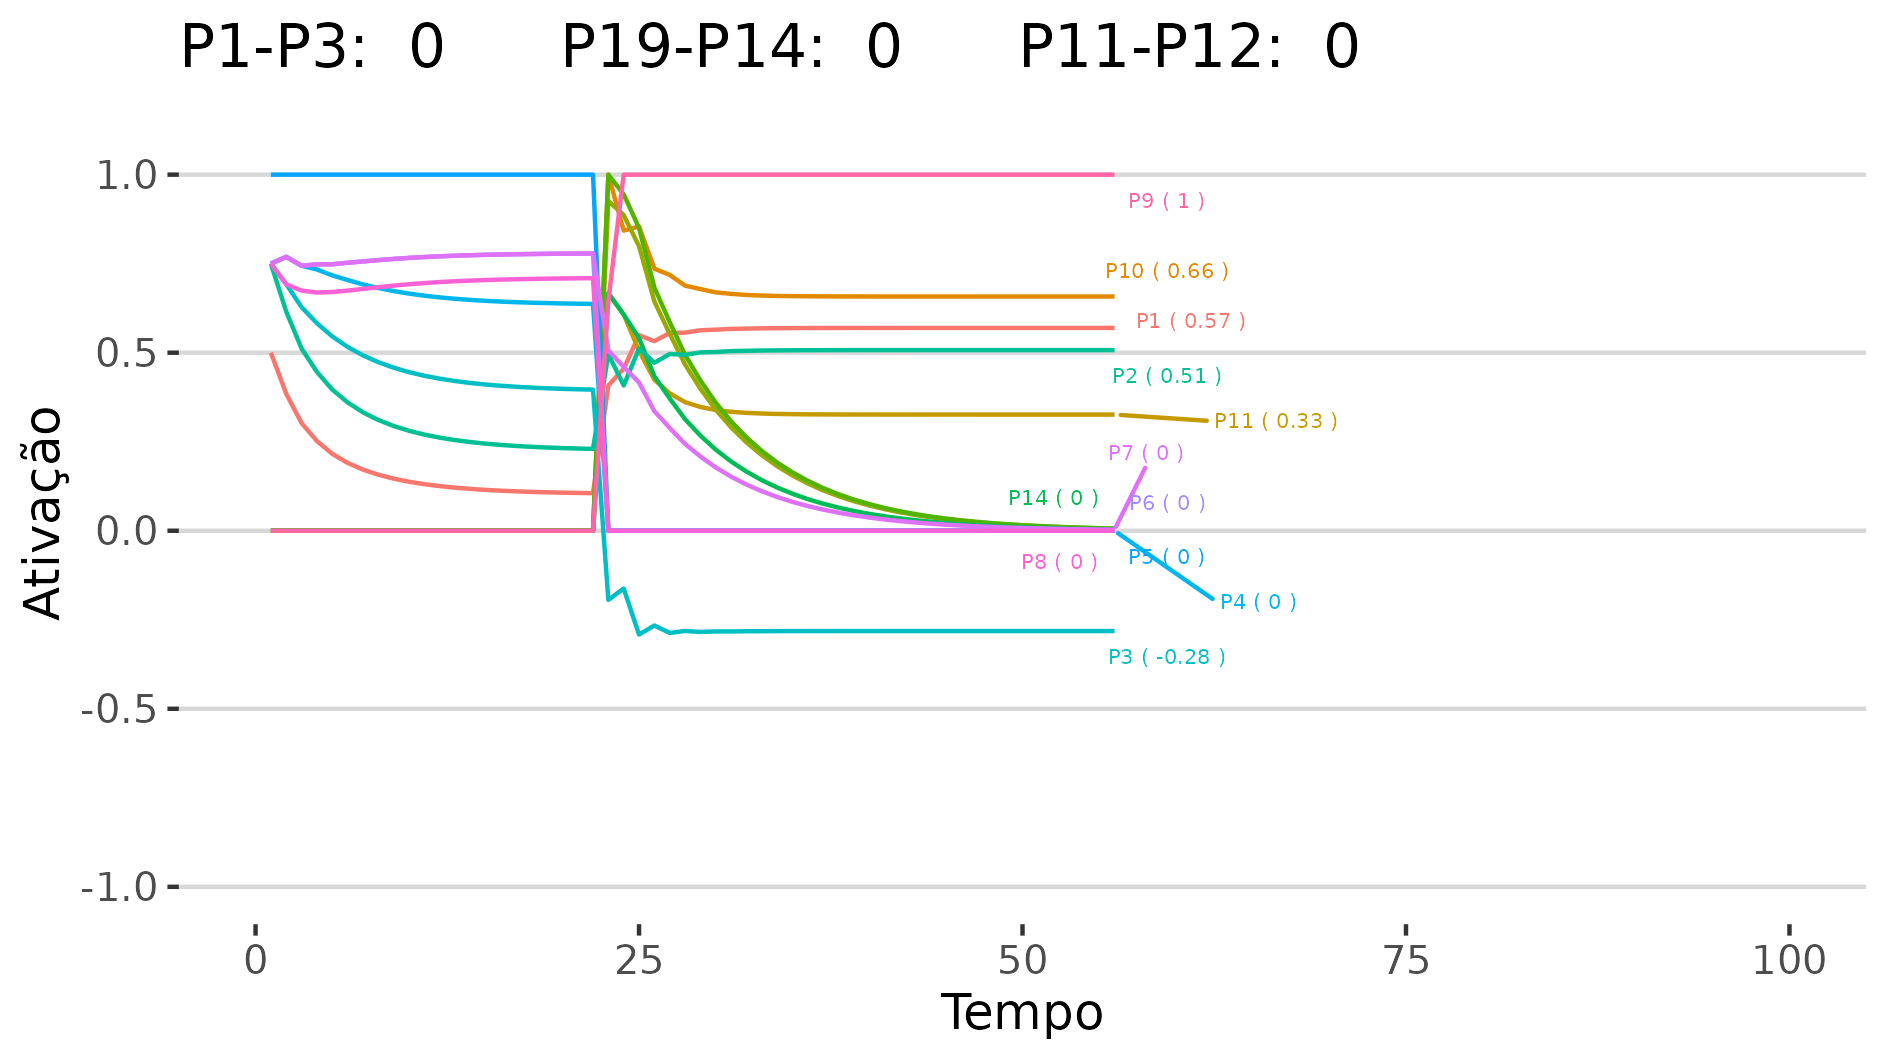 P1-P3:  0   P19-P14:  0   P11-P12:  0
Ativação
1.0
0.5
0.0
-0.5
-1.0
P9 ( 1 )
P10 ( 0.66 )
P1 ( 0.57 )
P2 ( 0.51 )
P11 ( 0.33 )
P7 ( 0 )
P14 ( 0 )
P6 ( 0 )
P5 ( 0 )
P8 ( 0 )
P4 ( 0 )
P3 ( -0.28 )
0 25 50 75 100
Tempo